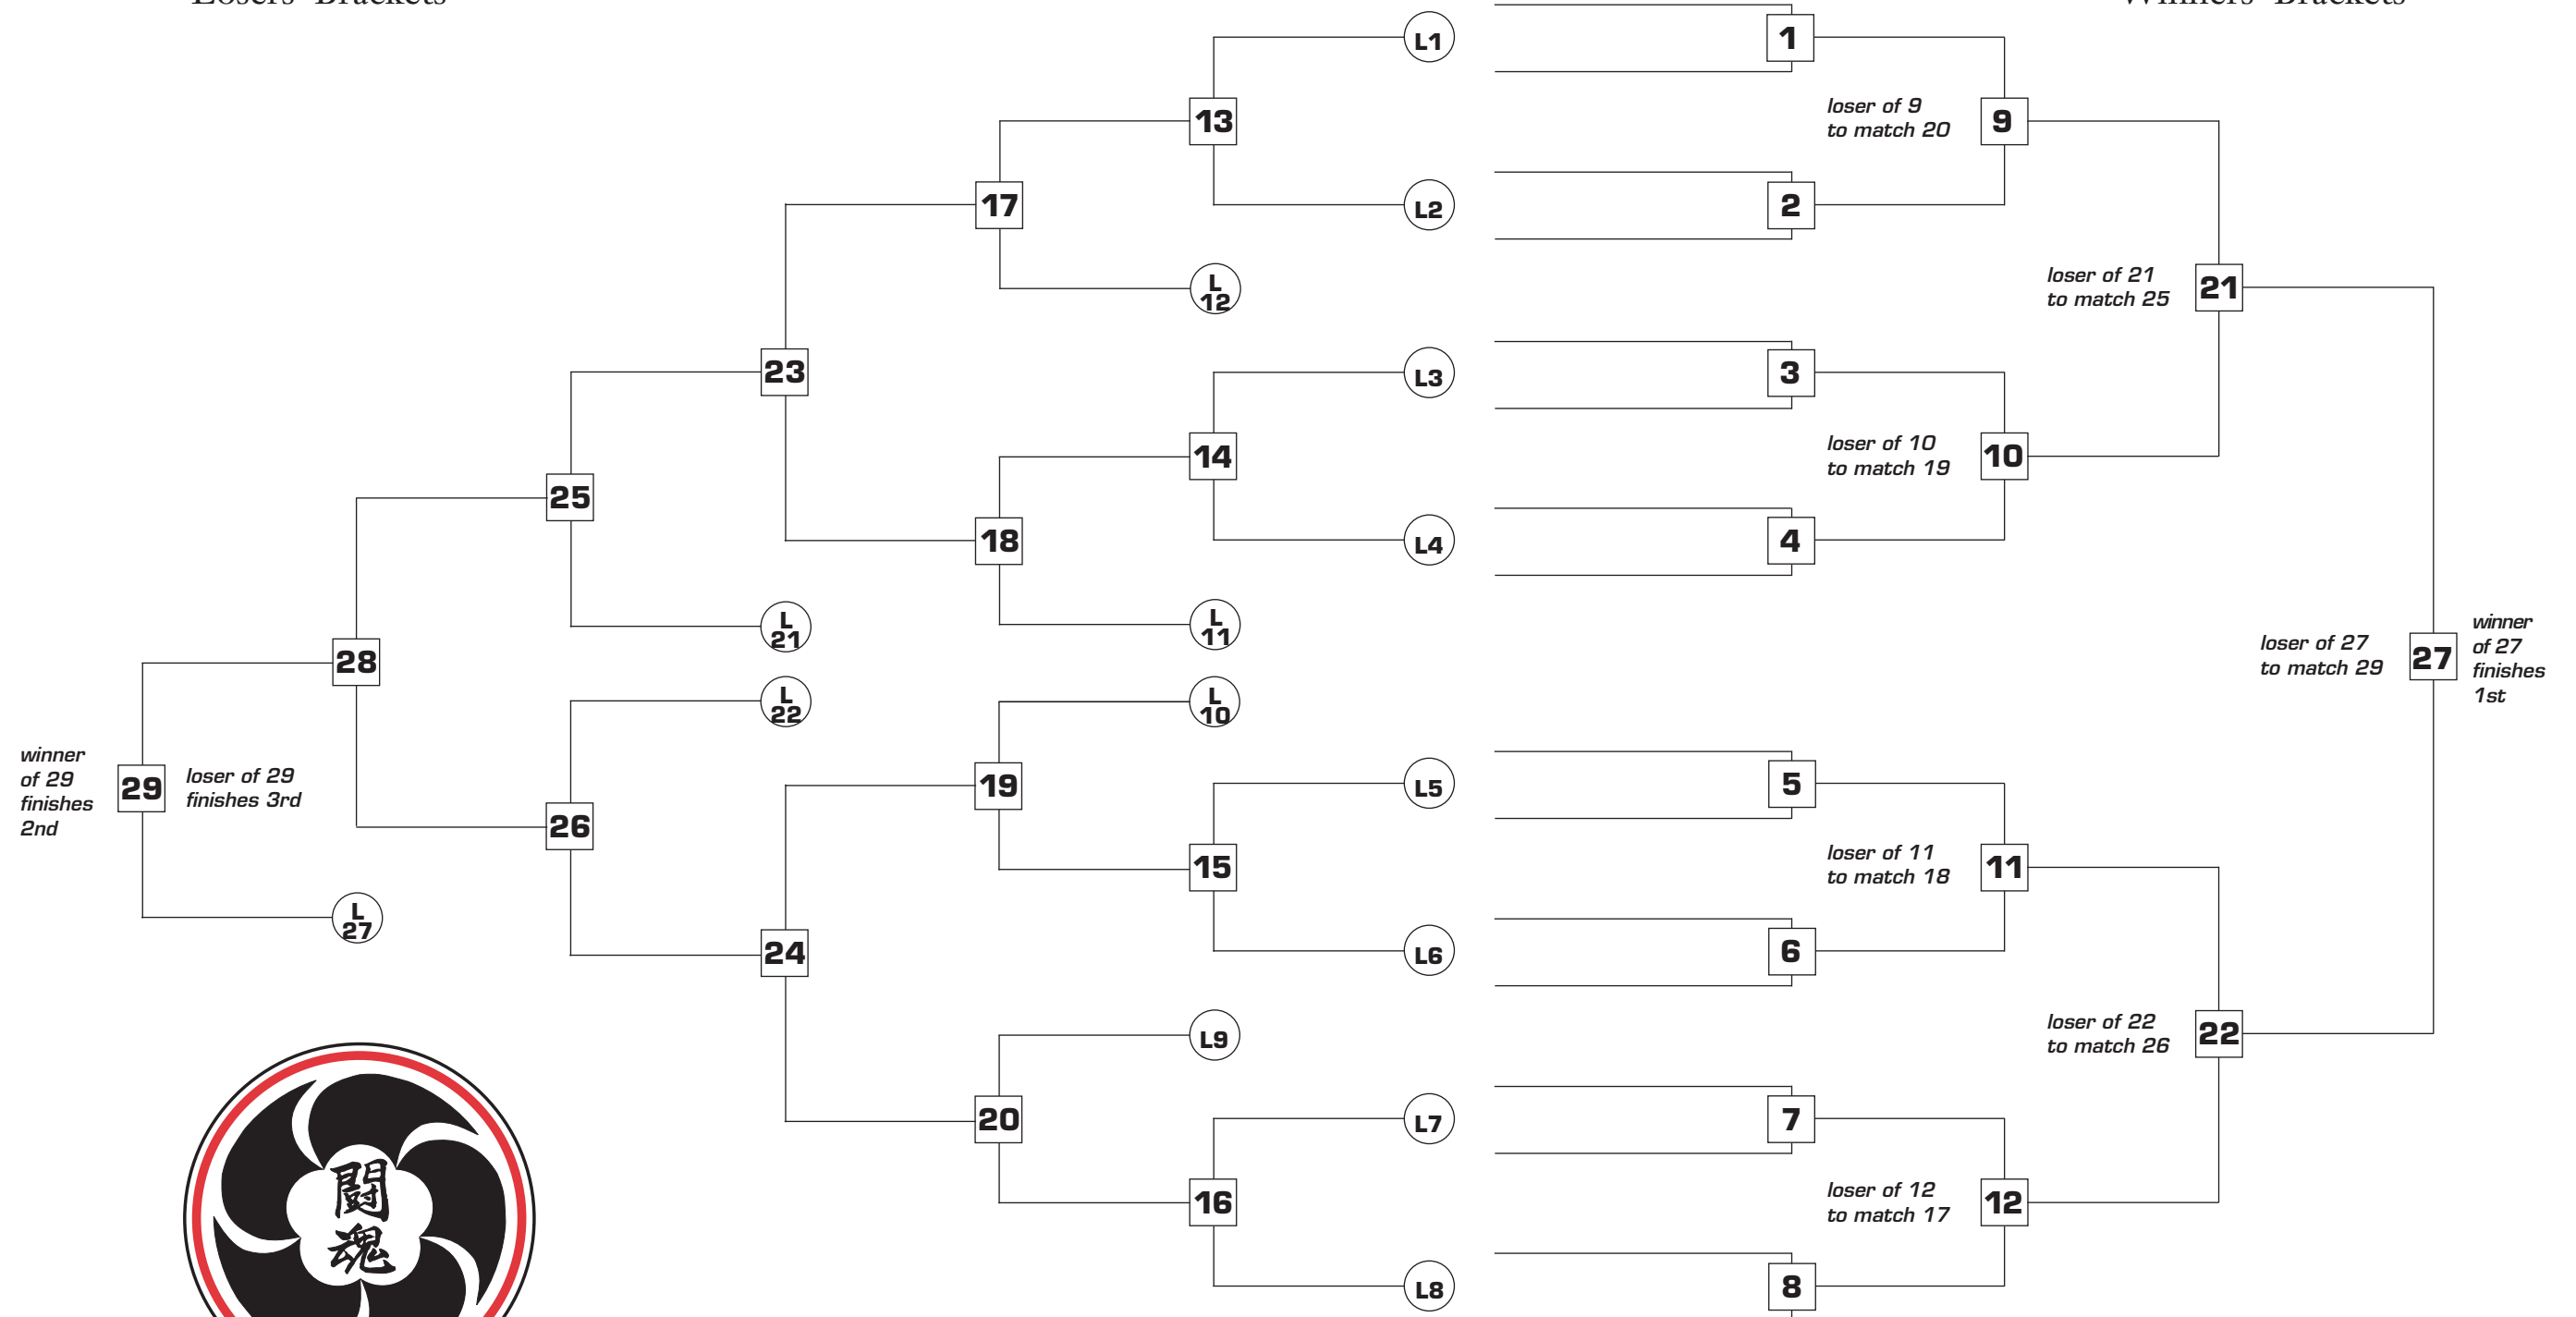 Losers' Brackets
Winners' Brackets
L1
1
13
loser of 9
to match 20
9
17
L2
2
L
12
loser of 21
to match 25
21
23
L3
3
14
loser of 10
to match 19
10
25
18
L4
4
L
21
L
11
28
loser of 27
to match 29
27
winner
of 27
finishes
1st
L
22
L
10
winner
of 29
finishes
2nd
29
loser of 29
finishes 3rd
19
L5
5
26
15
loser of 11
to match 18
11
L
27
24
L6
6
L9
loser of 22
to match 26
22
20
L7
7
闘
魂
16
loser of 12
to match 17
12
L8
8